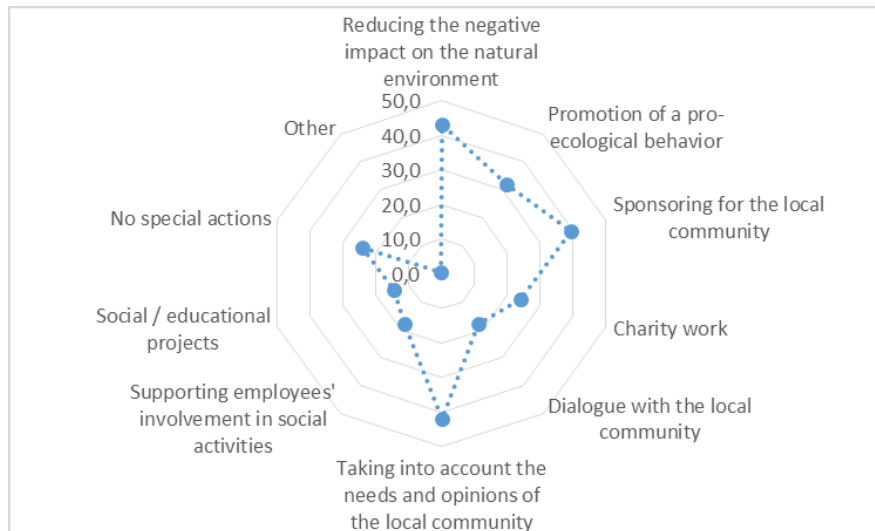 Reducing the negative
impact on the natural
environment
50,0
40,0
30,0
20,0
10,0
0,0
Promotion of a pro-
ecological behavior
Sponsoring for the local
community
Charity work
Dialogue with the local
community
Taking into account the
needs and opinions of
the local community
Supporting employees'
involvement in social
activities
Social / educational
projects
No special actions
Other